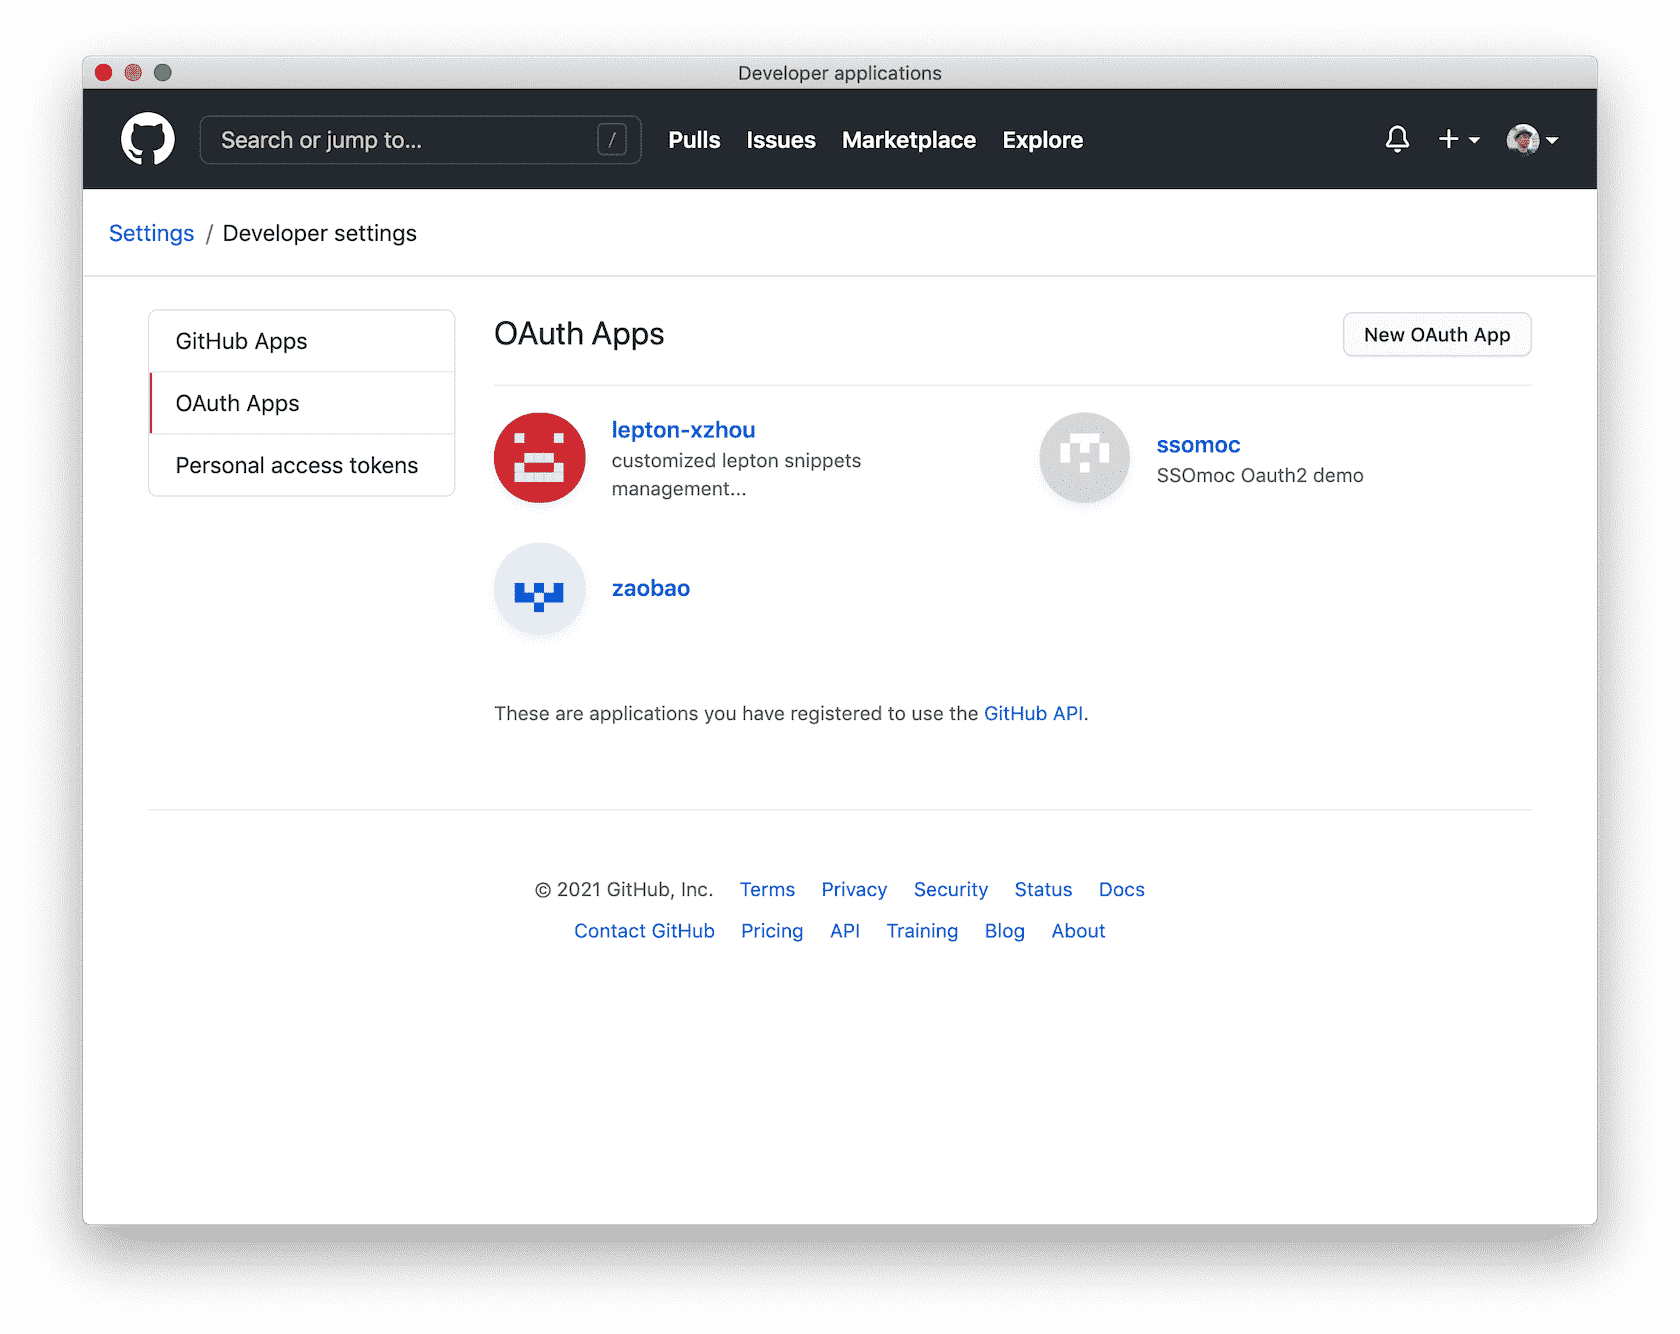 Developer applications
Search or jump to... / Pulls Issues Marketplace Explore
Settings / Developer settings
GitHub Apps
OAuth Apps
Personal access tokens
OAuth Apps
New OAuth App
lepton-xzhou
customized lepton snippets
management...
ssomoc
SSOmoc Oauth2 demo
zaobao
These are applications you have registered to use the GitHub API.
© 2021 GitHub, Inc. Terms Privacy Security Status Docs
Contact GitHub Pricing API Training Blog About